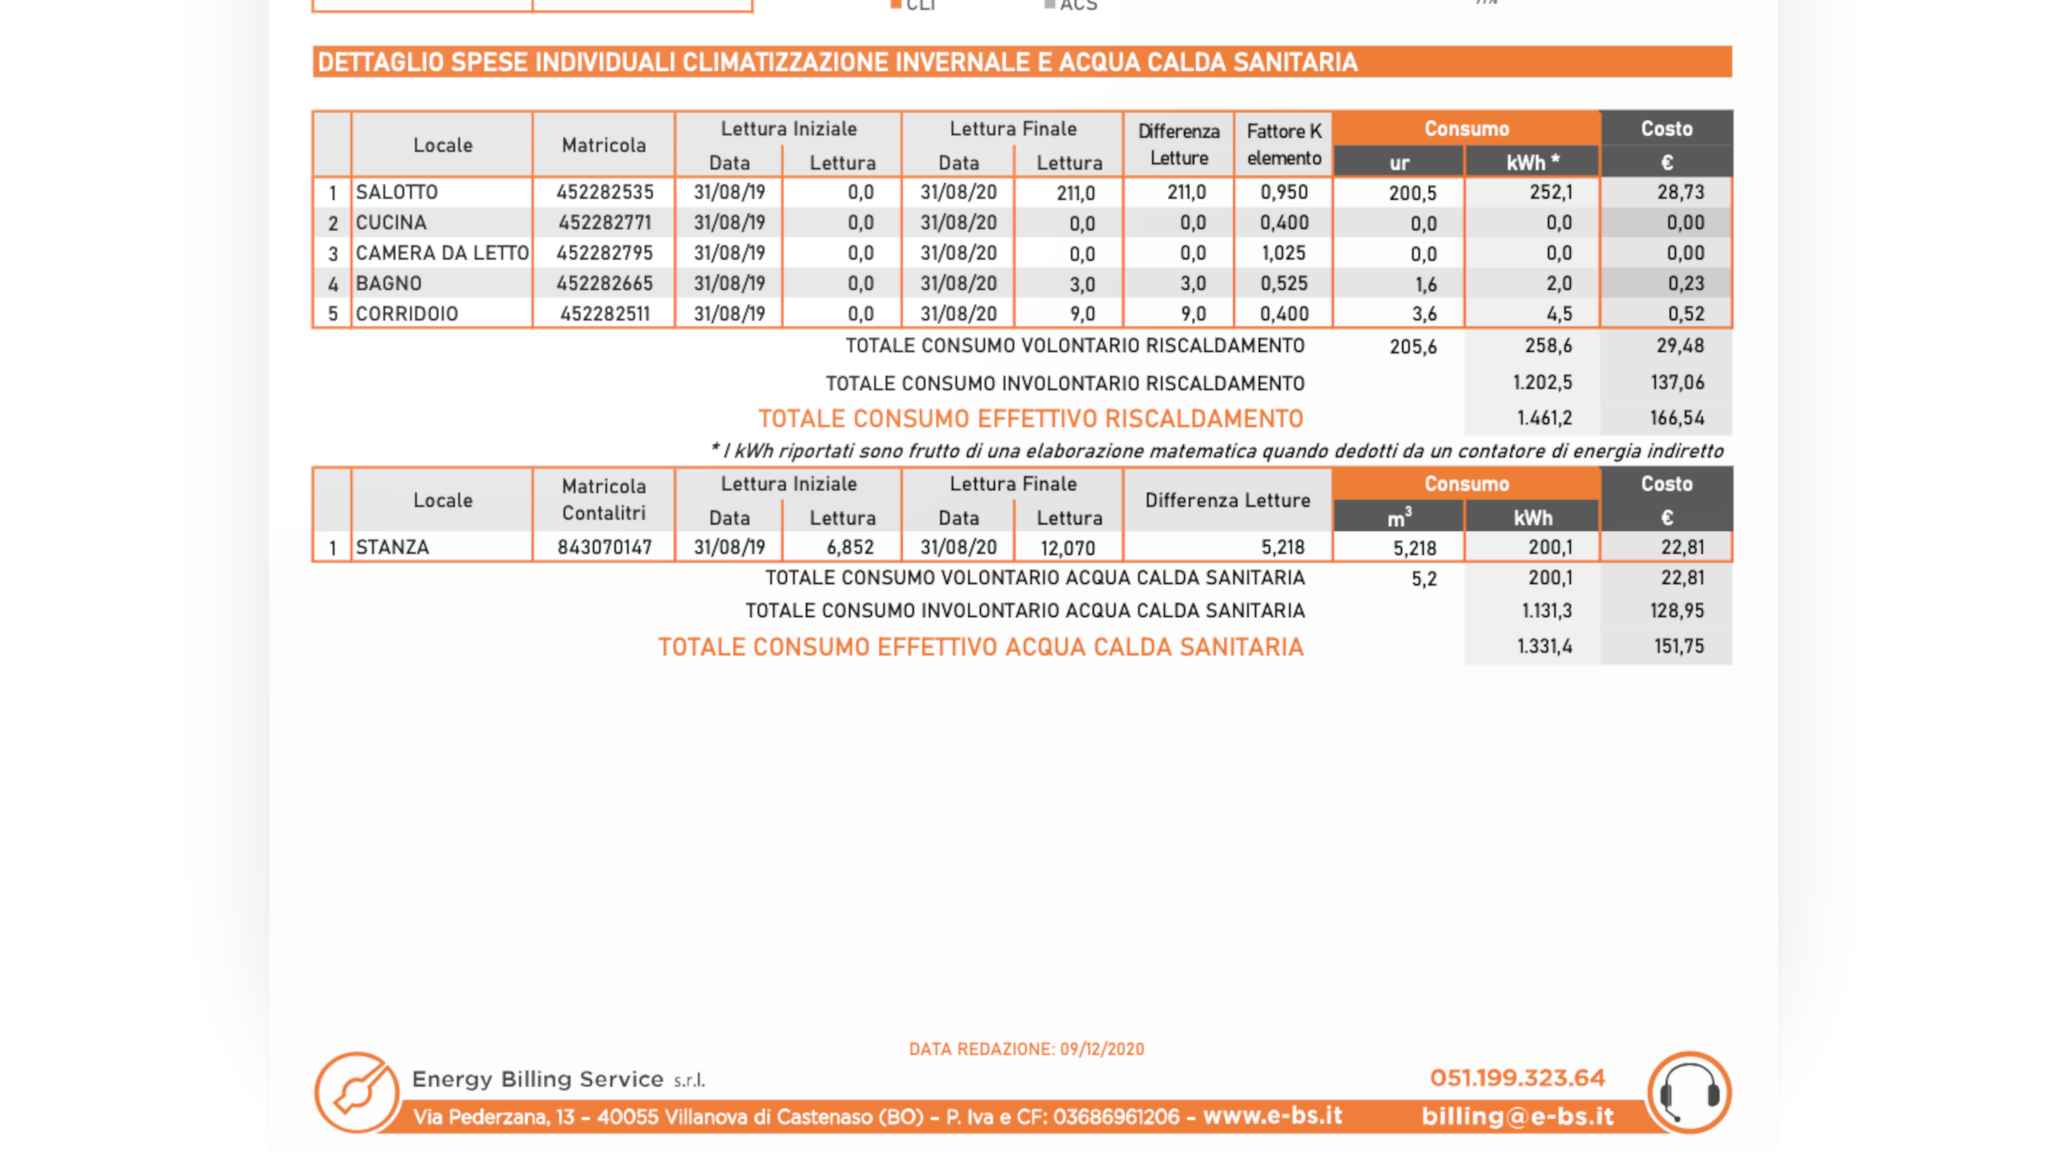 CLI ACS
DETTAGLIO SPESE INDIVIDUALI CLIMATIZZAZIONE INVERNALE E ACQUA CALDA SANITARIA
Locale Matricola Lettura Iniziale Lettura Finale Differenza Letture Fattore K elemento Consumo Costo
Data Lettura Data Lettura ur kWh * €
1 SALOTTO 452282535 31/08/19 0,0 31/08/20 211,0 211,0 0,950 200,5 252,1 28,73
2 CUCINA 452282771 31/08/19 0,0 31/08/20 0,0 0,0 0,400 0,0 0,0 0,00
3 CAMERA DA LETTO 452282795 31/08/19 0,0 31/08/20 0,0 0,0 1,025 0,0 0,0 0,00
4 BAGNO 452282665 31/08/19 0,0 31/08/20 3,0 3,0 0,525 1,6 2,0 0,23
5 CORRIDOIO 452282511 31/08/19 0,0 31/08/20 9,0 9,0 0,400 3,6 4,5 0,52
TOTALE CONSUMO VOLONTARIO RISCALDAMENTO 205,6 258,6 29,48
TOTALE CONSUMO INVOLONTARIO RISCALDAMENTO 1.202,5 137,06
TOTALE CONSUMO EFFETTIVO RISCALDAMENTO 1.461,2 166,54
* I kWh riportati sono frutto di una elaborazione matematica quando dedotti da un contatore di energia indiretto
Locale Matricola Contalitri Lettura Iniziale Lettura Finale Differenza Letture Consumo Costo
Data Lettura Data Lettura m³ kWh €
1 STANZA 843070147 31/08/19 6,852 31/08/20 12,070 5,218 5,218 200,1 22,81
TOTALE CONSUMO VOLONTARIO ACQUA CALDA SANITARIA 5,2 200,1 22,81
TOTALE CONSUMO INVOLONTARIO ACQUA CALDA SANITARIA 1.131,3 128,95
TOTALE CONSUMO EFFETTIVO ACQUA CALDA SANITARIA 1.331,4 151,75
DATA REDAZIONE: 09/12/2020
Energy Billing Service s.r.l. 051.199.323.64
Via Pederzana, 13 - 40055 Villanova di Castenaso (BO) - P. Iva e CF: 03686961206 - www.e-bs.it billing@e-bs.it